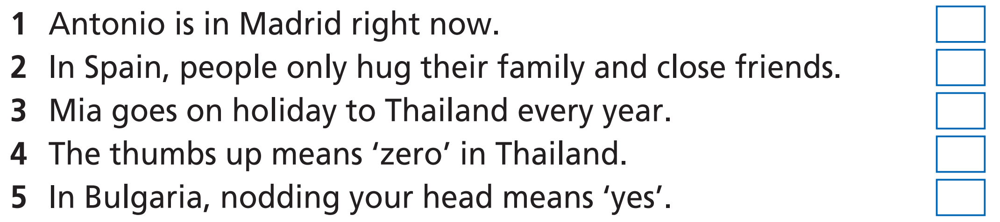 1 Antonio is in Madrid right now.
2 In Spain, people only hug their family and close friends.
3 Mia goes on holiday to Thailand every year.
4 The thumbs up means ‘zero’ in Thailand.
5 In Bulgaria, nodding your head means ‘yes’.